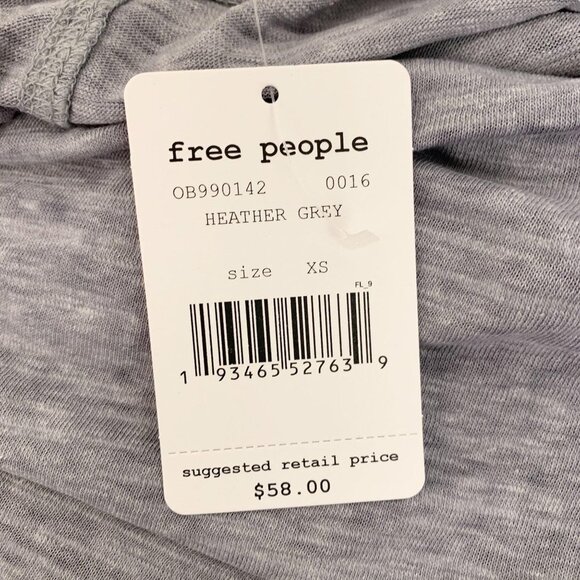 free people
OB990142 0016
HEATHER GREY
size XS
FL_9
1 93465 52763 9
suggested retail price
$58.00